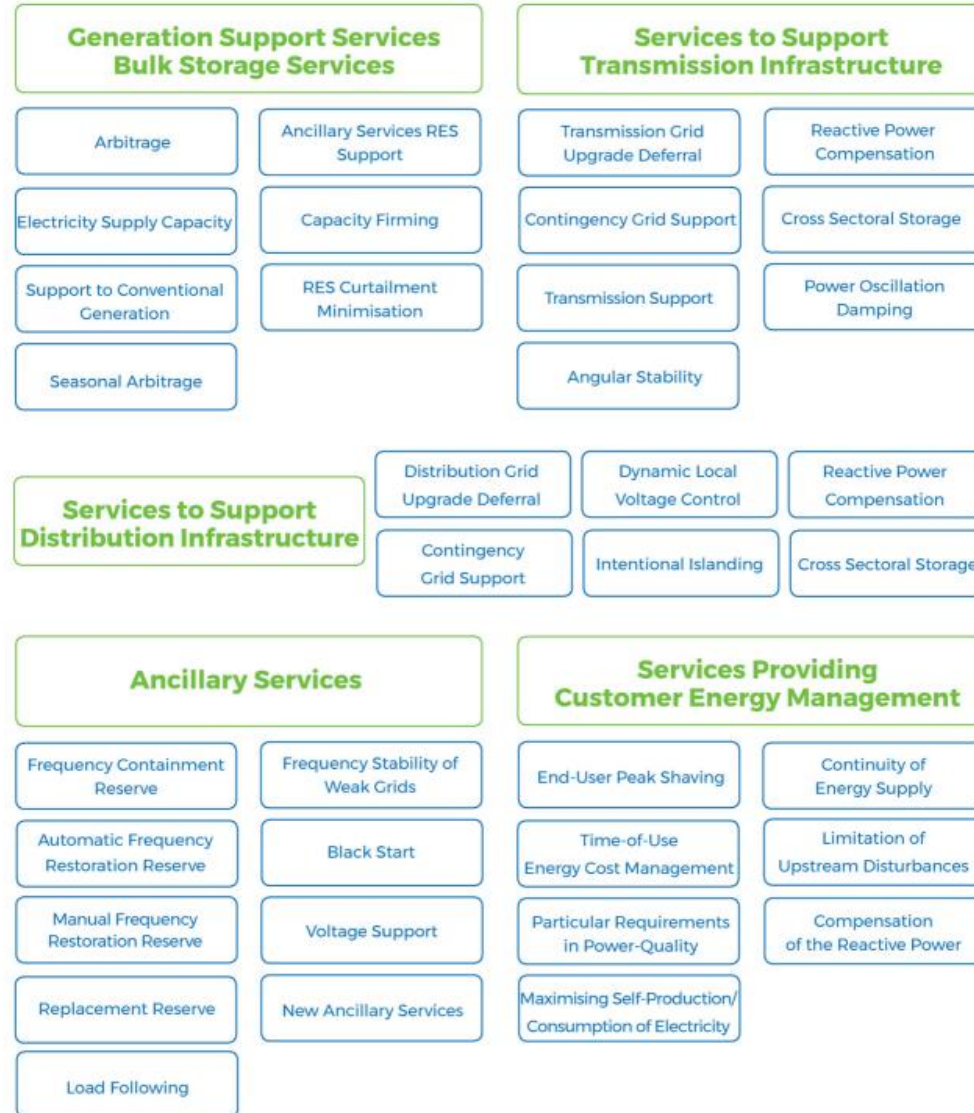 Generation Support Services
Bulk Storage Services
Arbitrage
Ancillary Services RES
Support
Electricity Supply Capacity
Capacity Firming
Support to Conventional
Generation
RES Curtailment
Minimisation
Seasonal Arbitrage
Services to Support
Transmission Infrastructure
Transmission Grid
Upgrade Deferral
Reactive Power
Compensation
Contingency Grid Support
Cross Sectoral Storage
Transmission Support
Power Oscillation
Damping
Angular Stability
Services to Support
Distribution Infrastructure
Distribution Grid
Upgrade Deferral
Dynamic Local
Voltage Control
Reactive Power
Compensation
Contingency
Grid Support
Intentional Islanding
Cross Sectoral Storage
Ancillary Services
Frequency Containment
Reserve
Frequency Stability of
Weak Grids
Automatic Frequency
Restoration Reserve
Black Start
Manual Frequency
Restoration Reserve
Voltage Support
Replacement Reserve
New Ancillary Services
Load Following
Services Providing
Customer Energy Management
End-User Peak Shaving
Continuity of
Energy Supply
Time-of-Use
Energy Cost Management
Limitation of
Upstream Disturbances
Particular Requirements
in Power-Quality
Compensation
of the Reactive Power
Maximising Self-Production/
Consumption of Electricity